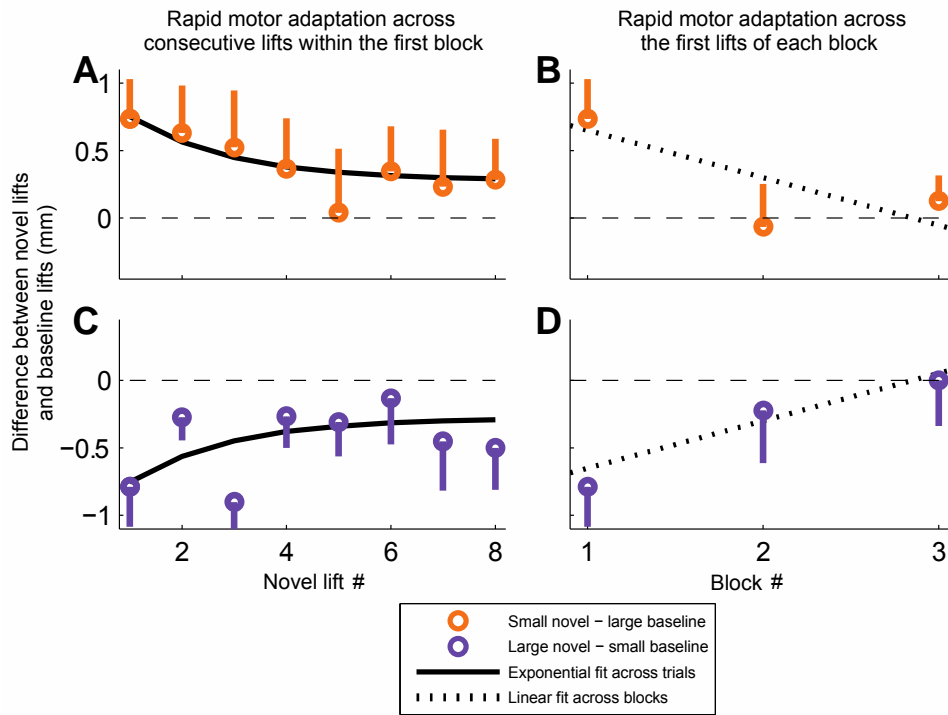 Rapid motor adaptation across
consecutive lifts within the first block
Rapid motor adaptation across
the first lifts of each block
A
B
1
0.5
0
C
D
0
−0.5
−1
Difference between novel lifts
and baseline lifts (mm)
2 4 6 8
1 2 3
Novel lift #
Block #
Small novel − large baseline
Large novel − small baseline
Exponential fit across trials
Linear fit across blocks